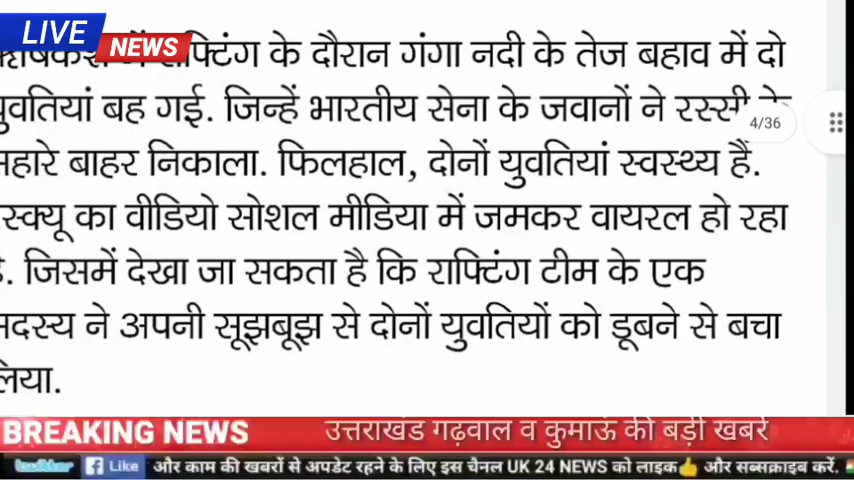 LIVE
NEWS
राफ्टिंग के दौरान गंगा नदी के तेज बहाव में दो
युवतियां बह गई. जिन्हें भारतीय सेना के जवानों ने रस्सी के
4/36
सहारे बाहर निकाला. फिलहाल, दोनों युवतियां स्वस्थ्य हैं.
रेस्क्यू का वीडियो सोशल मीडिया में जमकर वायरल हो रहा
है. जिसमें देखा जा सकता है कि राफ्टिंग टीम के एक
सदस्य ने अपनी सूझबूझ से दोनों युवतियों को डूबने से बचा
लिया.
BREAKING NEWS उत्तराखंड गढ़वाल व कुमाऊं की बड़ी खबरें
twitter f Like और काम की खबरों से अपडेट रहने के लिए इस चैनल UK 24 NEWS को लाइक👍 और सब्सक्राइब करें.